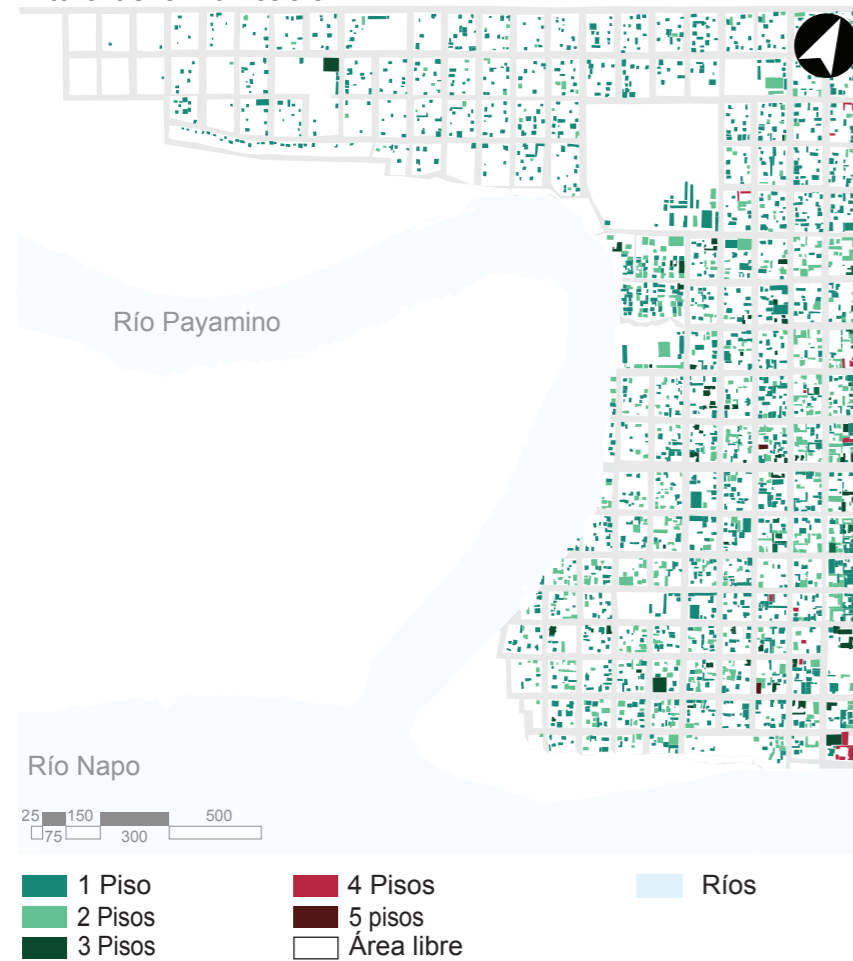 Río Payamino
Río Napo
25 150 500
75 300
1 Piso
2 Pisos
3 Pisos
4 Pisos
5 pisos
Área libre
Ríos